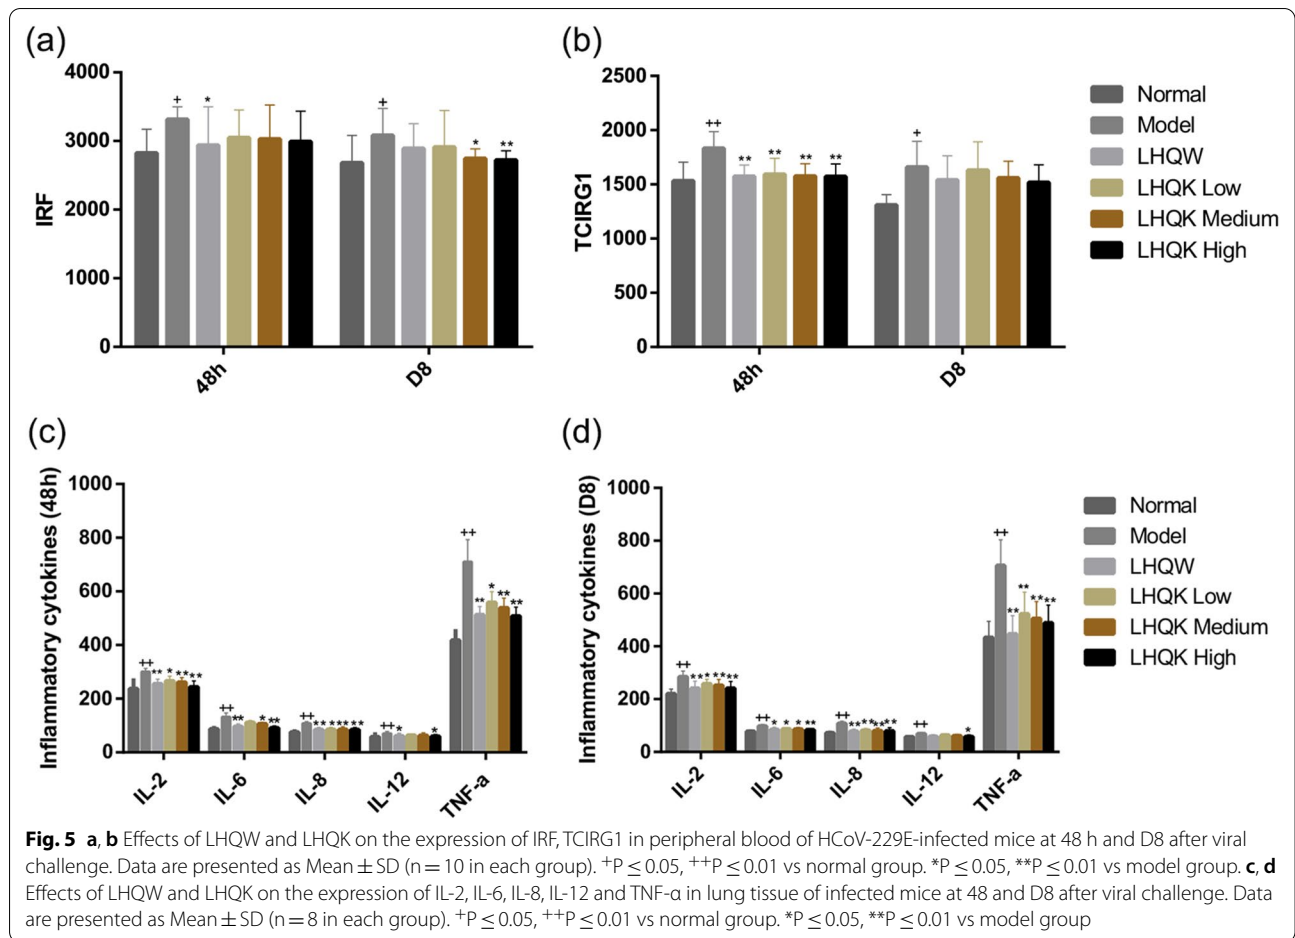 (a)
4000
3000
2000
1000
0
IRF
+ * + * **
48h D8
(b)
2500
2000
1500
1000
500
0
TCIRG1
++ ** ** ** ** +
48h D8
Normal
Model
LHQW
LHQK Low
LHQK Medium
LHQK High
(c)
1000
800
600
400
200
0
Inflammatory cytokines (48h)
++ ** * ** **
++ ** * **
++ ** ** ** **
++ * *
++ ** * ** **
IL-2 IL-6 IL-8 IL-12 TNF-a
(d)
1000
800
600
400
200
0
Inflammatory cytokines (D8)
++ ** * ** **
++ * * * **
++ ** ** ** **
++ *
++ ** ** ** **
IL-2 IL-6 IL-8 IL-12 TNF-a
Normal
Model
LHQW
LHQK Low
LHQK Medium
LHQK High
Fig. 5 a, b Effects of LHQW and LHQK on the expression of IRF, TCIRG1 in peripheral blood of HCoV-229E-infected mice at 48 h and D8 after viral
challenge. Data are presented as Mean ± SD (n = 10 in each group). ⁺P ≤ 0.05, ⁺⁺P ≤ 0.01 vs normal group. *P ≤ 0.05, **P ≤ 0.01 vs model group. c, d
Effects of LHQW and LHQK on the expression of IL-2, IL-6, IL-8, IL-12 and TNF-α in lung tissue of infected mice at 48 and D8 after viral challenge. Data
are presented as Mean ± SD (n = 8 in each group). ⁺P ≤ 0.05, ⁺⁺P ≤ 0.01 vs normal group. *P ≤ 0.05, **P ≤ 0.01 vs model group